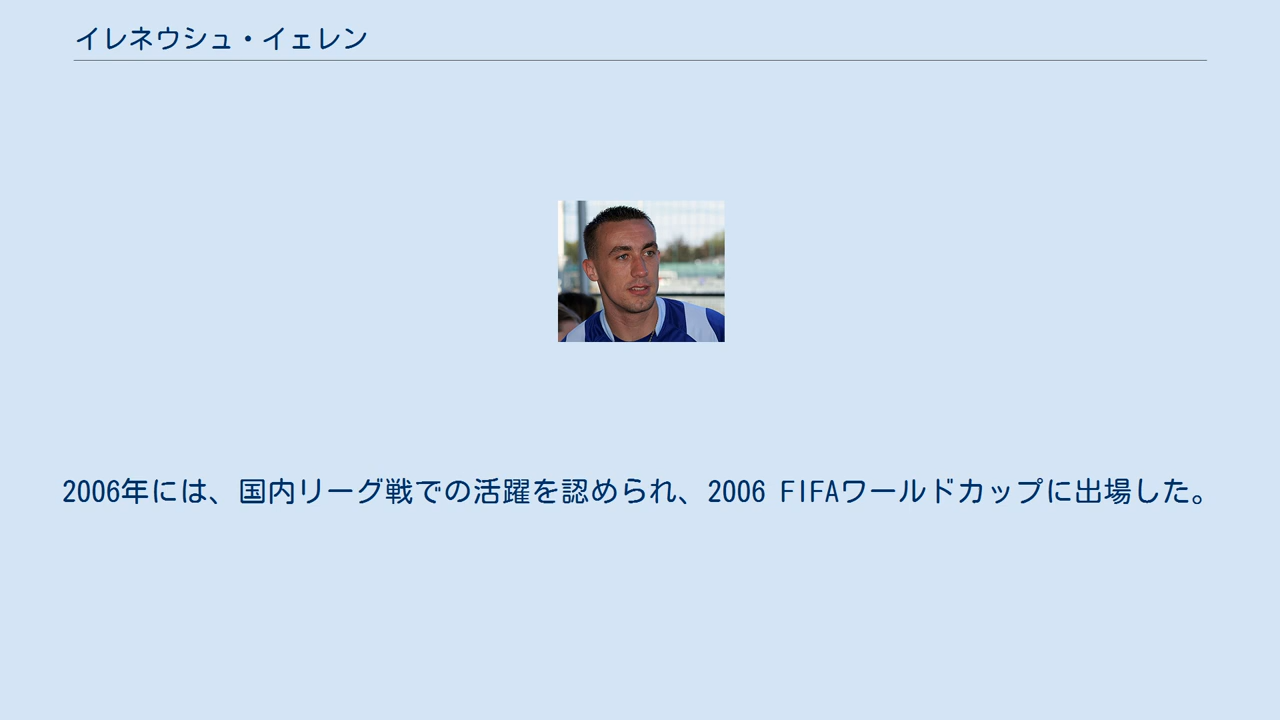 イレネウシュ・イェレン
2006年には、国内リーグ戦での活躍を認められ、2006 FIFAワールドカップに出場した。